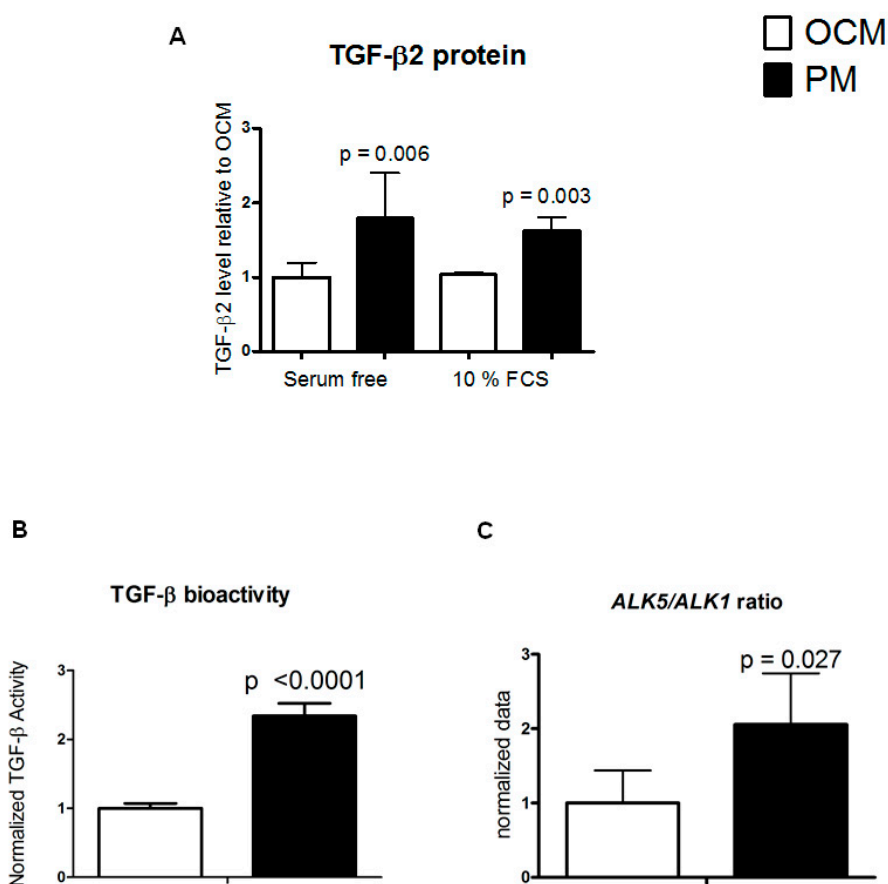 A
TGF-β2 protein
OCM
PM
TGF-β2 level relative to OCM
3
2
1
0
p = 0.006
p = 0.003
Serum free
10 % FCS
B
TGF-β bioactivity
Normalized TGF-β Activity
3
2
1
0
p <0.0001
C
ALK5/ALK1 ratio
normalized data
3
2
1
0
p = 0.027